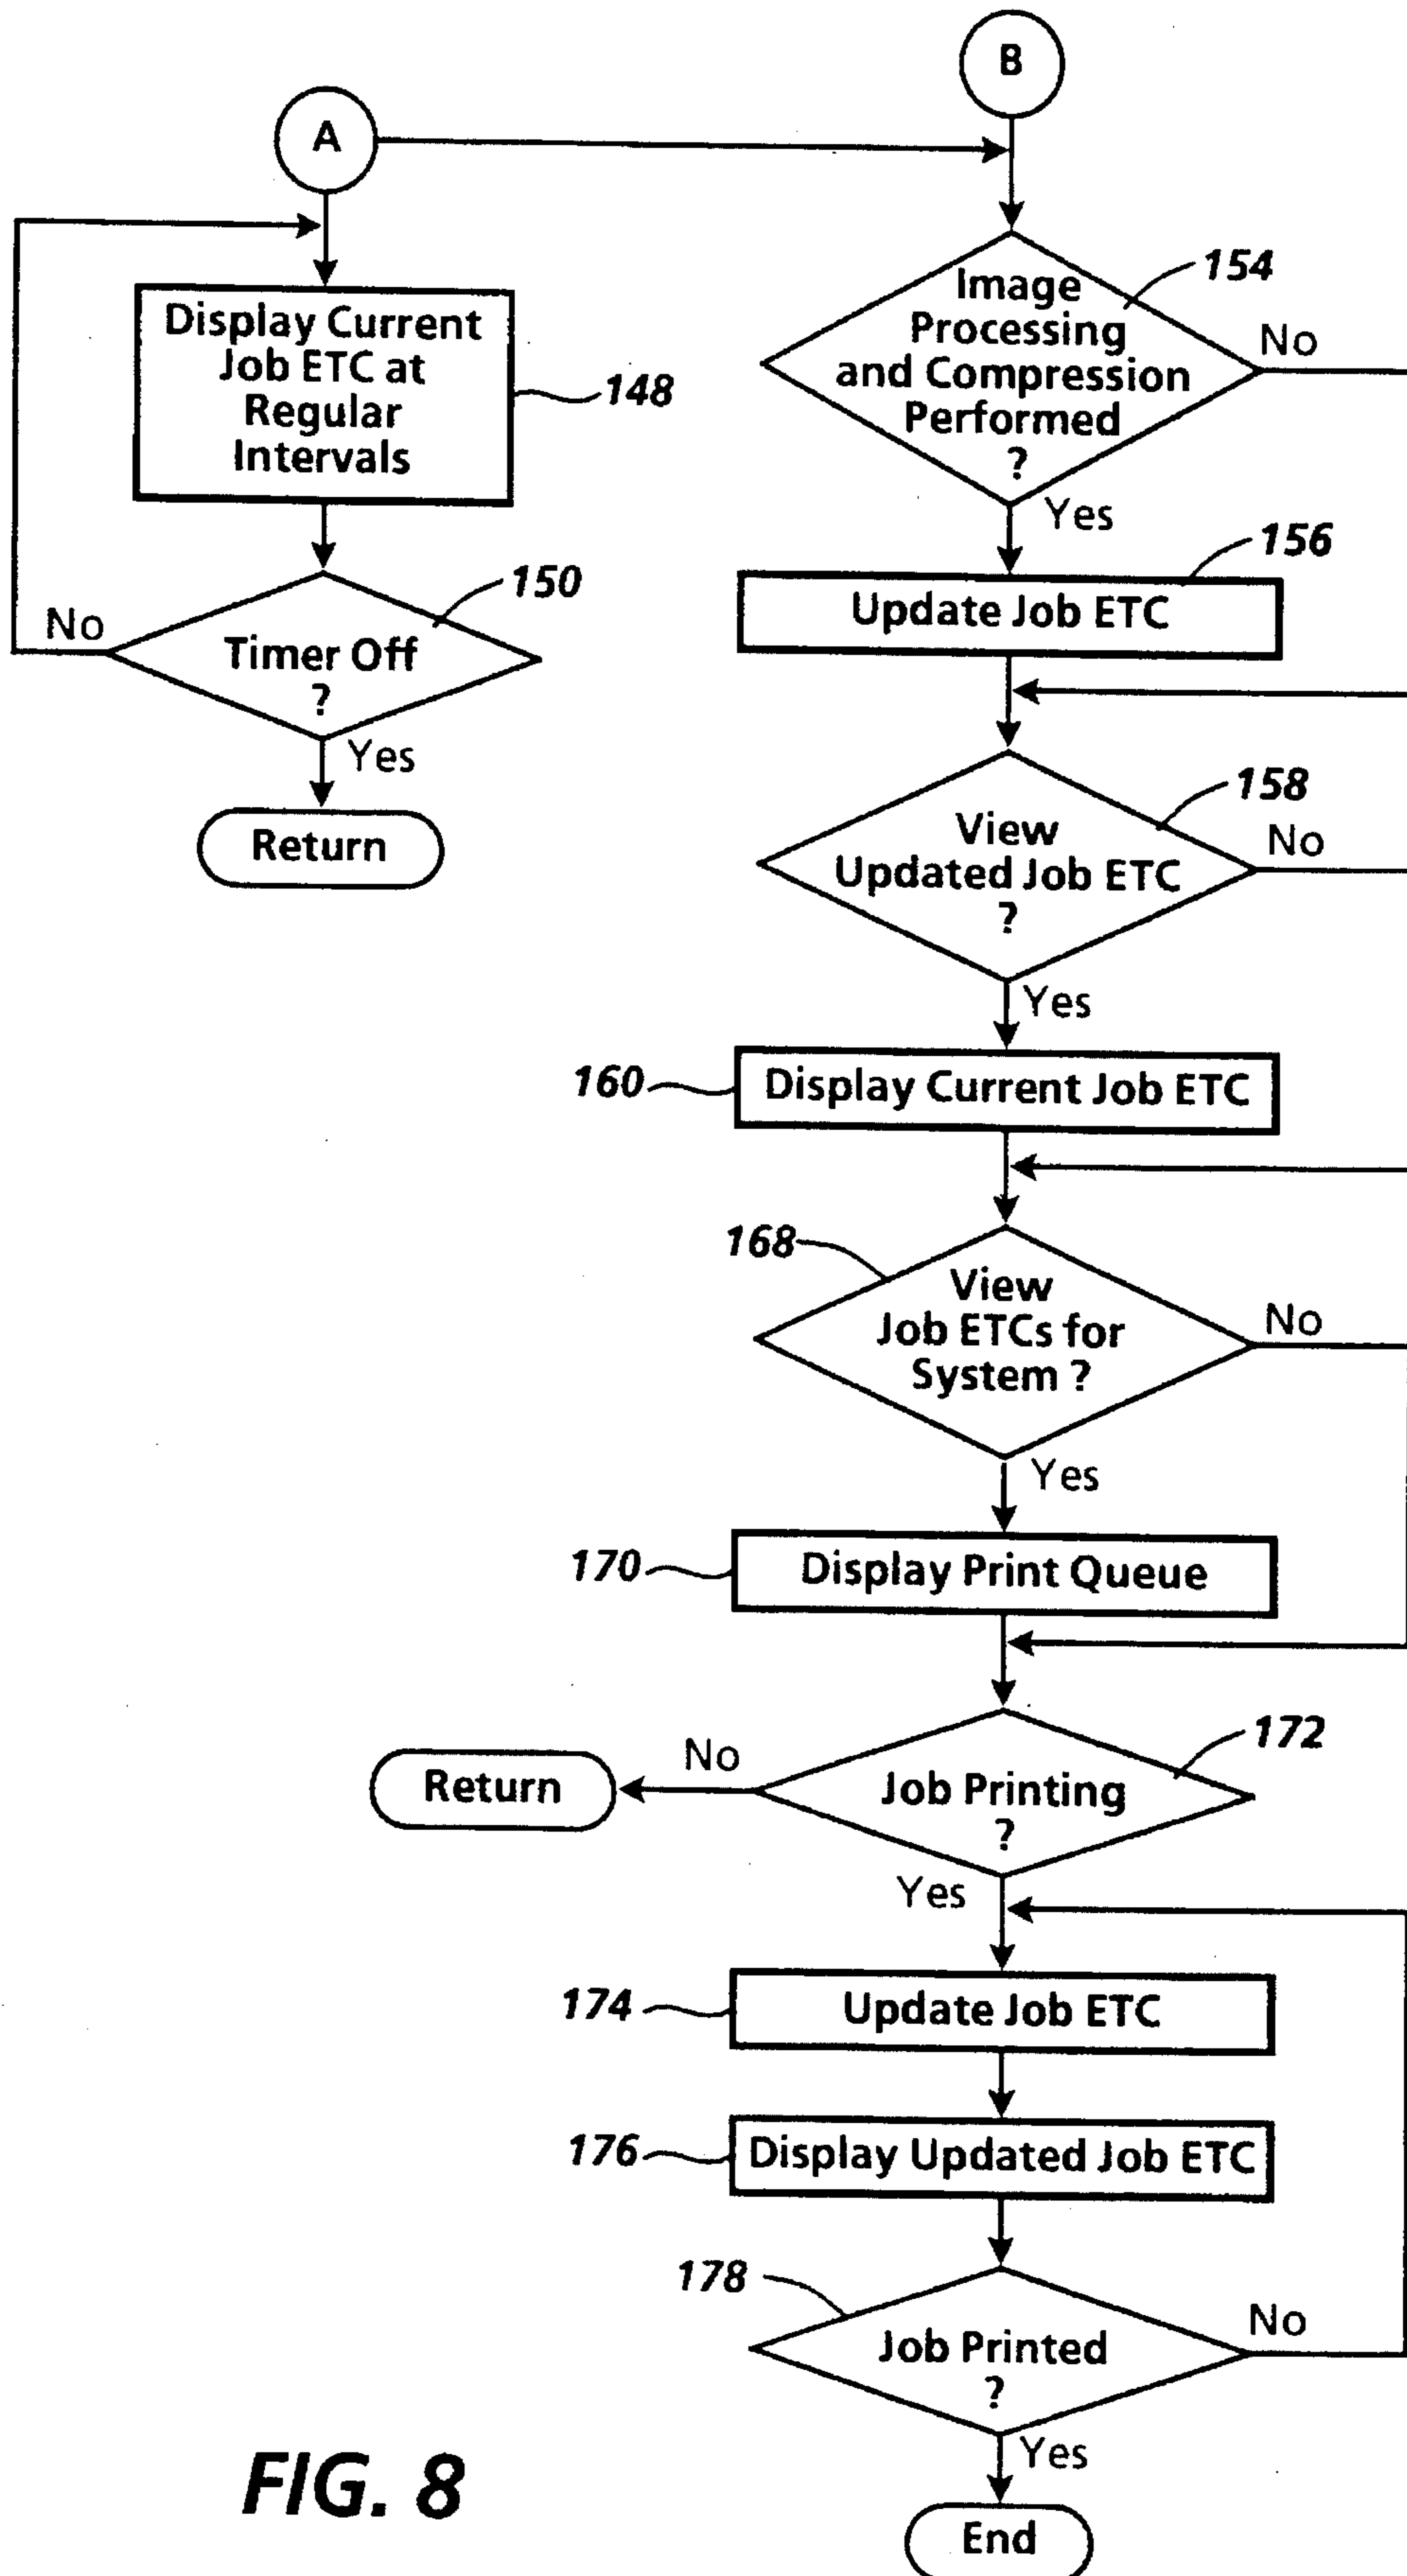 A
Display Current
Job ETC at
Regular
Intervals
148
150
No
Timer Off
?
Yes
Return
B
154
Image
Processing
and Compression
Performed
?
No
Yes
156
Update Job ETC
158
View
Updated Job ETC
?
No
Yes
160
Display Current Job ETC
168
View
Job ETCs for
System ?
No
Yes
170
Display Print Queue
172
Job Printing
?
No
Return
Yes
174
Update Job ETC
176
Display Updated Job ETC
178
Job Printed
?
No
Yes
End
FIG. 8